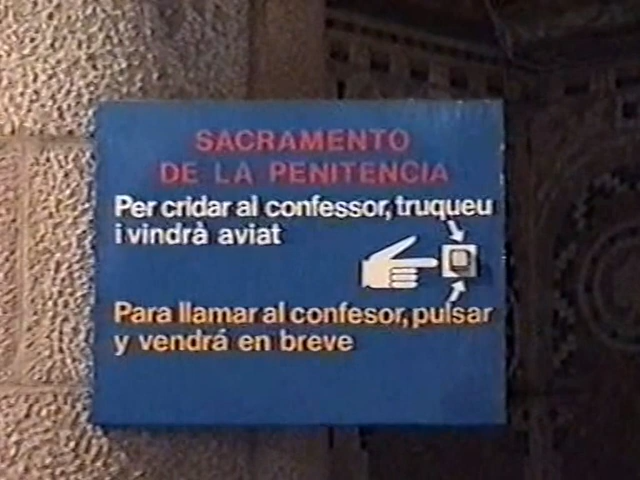 SACRAMENTO
DE LA PENITENCIA
Per cridar al confessor, truqueu
i vindrà aviat
Para llamar al confesor, pulsar
y vendrá en breve